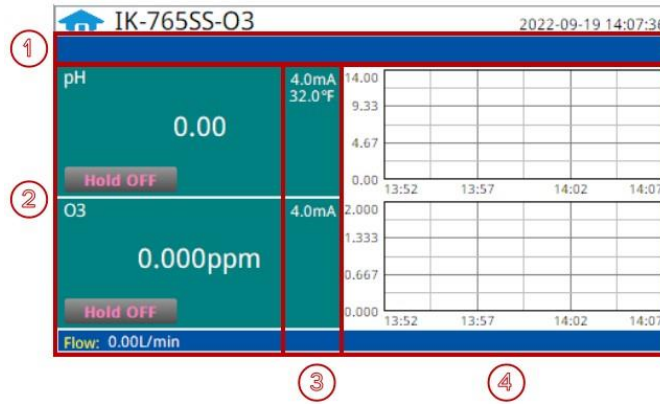 IK-765SS-O3
2022-09-19 14:07:36
①
pH
4.0mA
32.0°F
0.00
Hold OFF
14.00
9.33
4.67
0.00
13:52 13:57 14:02 14:07
②
O3
4.0mA
0.000ppm
Hold OFF
2.000
1.333
0.667
0.000
13:52 13:57 14:02 14:07
Flow: 0.00L/min
③ ④